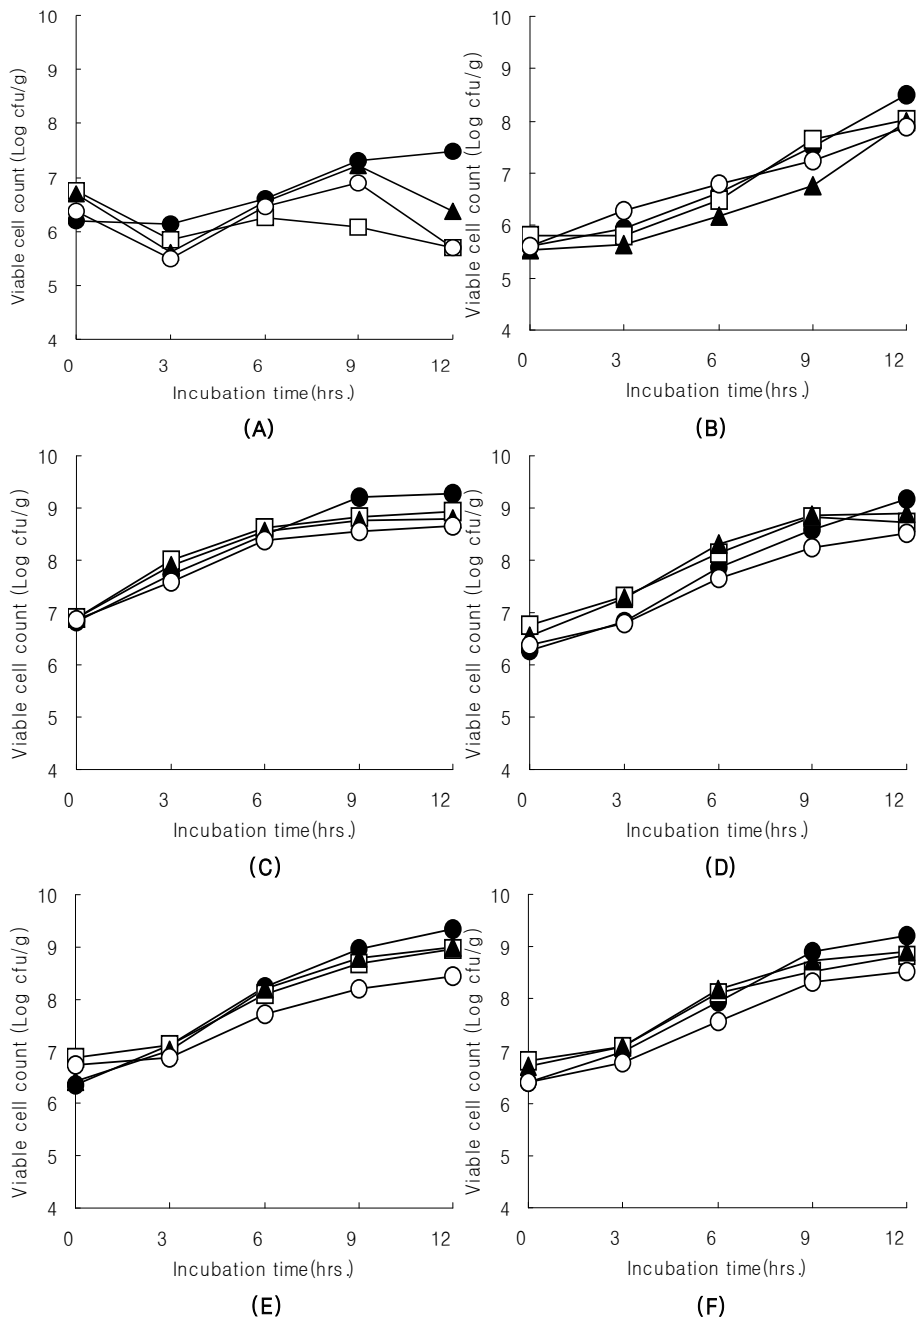 10
9
8
7
6
5
4
Viable cell count (Log cfu/g)
0 3 6 9 12
Incubation time(hrs.)
(A)
10
9
8
7
6
5
4
Viable cell count (Log cfu/g)
0 3 6 9 12
Incubation time(hrs.)
(B)
10
9
8
7
6
5
4
Viable cell count (Log cfu/g)
0 3 6 9 12
Incubation time(hrs.)
(C)
10
9
8
7
6
5
4
Viable cell count (Log cfu/g)
0 3 6 9 12
Incubation time(hrs.)
(D)
10
9
8
7
6
5
4
Viable cell count (Log cfu/g)
0 3 6 9 12
Incubation time(hrs.)
(E)
10
9
8
7
6
5
4
Viable cell count (Log cfu/g)
0 3 6 9 12
Incubation time(hrs.)
(F)